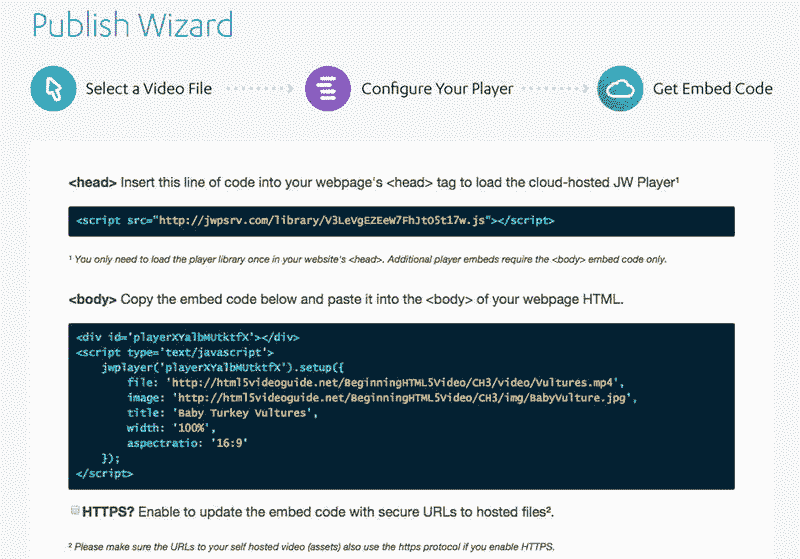 Publish Wizard
Select a Video File
Configure Your Player
Get Embed Code
<head> Insert this line of code into your webpage's <head> tag to load the cloud-hosted JW Player¹
<script src="http://jwpsrv.com/library/V3LeVgEZEeW7FhJtO5t17w.js"></script>
¹ You only need to load the player library once in your website's <head>. Additional player embeds require the <body> embed code only.
<body> Copy the embed code below and paste it into the <body> of your webpage HTML.
<div id='playerXYalbMUtktfX'></div>
<script type='text/javascript'>
jwplayer('playerXYalbMUtktfX').setup({
file: 'http://html5videoguide.net/BeginningHTML5Video/CH3/video/Vultures.mp4',
image: 'http://html5videoguide.net/BeginningHTML5Video/CH3/img/BabyVulture.jpg',
title: 'Baby Turkey Vultures',
width: '100%',
aspectratio: '16:9'
});
</script>
HTTPS? Enable to update the embed code with secure URLs to hosted files².
² Please make sure the URLs to your self hosted video (assets) also use the https protocol if you enable HTTPS.